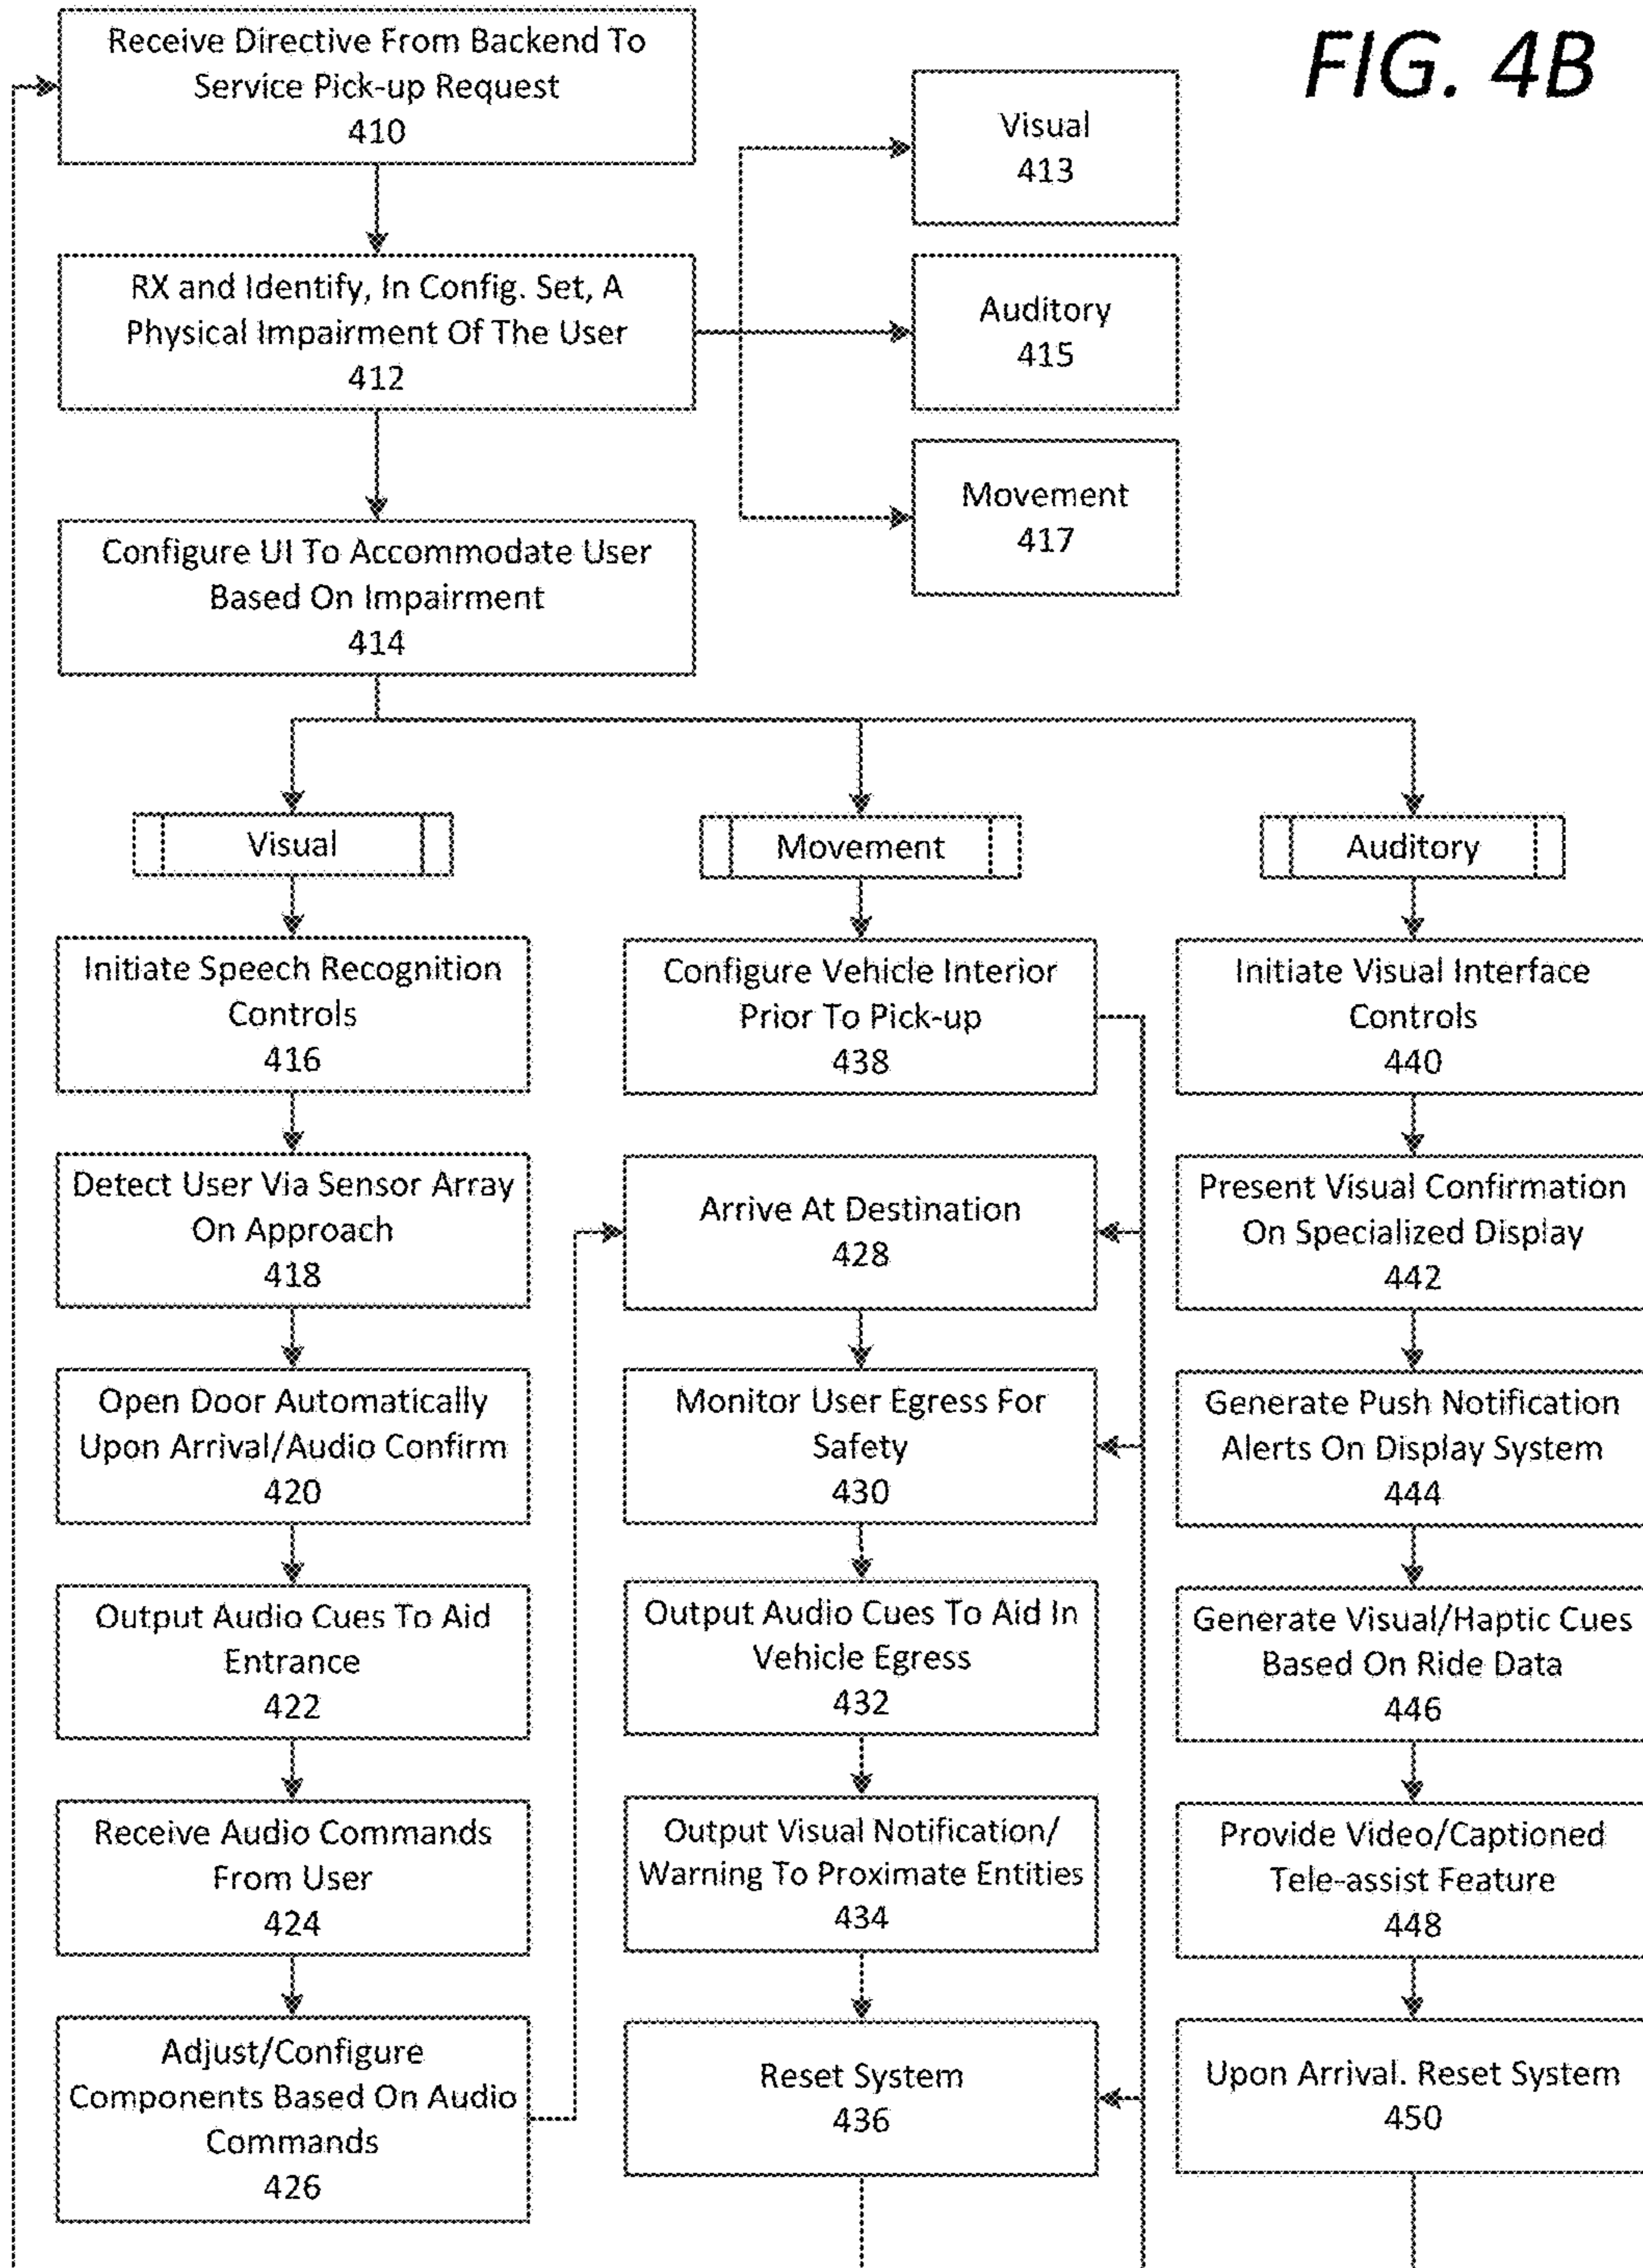 FIG. 4B
Receive Directive From Backend To
Service Pick-up Request
410
RX and Identify, In Config. Set, A
Physical Impairment Of The User
412
Visual
413
Auditory
415
Movement
417
Configure UI To Accommodate User
Based On Impairment
414
Visual
Initiate Speech Recognition
Controls
416
Detect User Via Sensor Array
On Approach
418
Open Door Automatically
Upon Arrival/Audio Confirm
420
Output Audio Cues To Aid
Entrance
422
Receive Audio Commands
From User
424
Adjust/Configure
Components Based On Audio
Commands
426
Movement
Configure Vehicle Interior
Prior To Pick-up
438
Arrive At Destination
428
Monitor User Egress For
Safety
430
Output Audio Cues To Aid In
Vehicle Egress
432
Output Visual Notification/
Warning To Proximate Entities
434
Reset System
436
Auditory
Initiate Visual Interface
Controls
440
Present Visual Confirmation
On Specialized Display
442
Generate Push Notification
Alerts On Display System
444
Generate Visual/Haptic Cues
Based On Ride Data
446
Provide Video/Captioned
Tele-assist Feature
448
Upon Arrival. Reset System
450